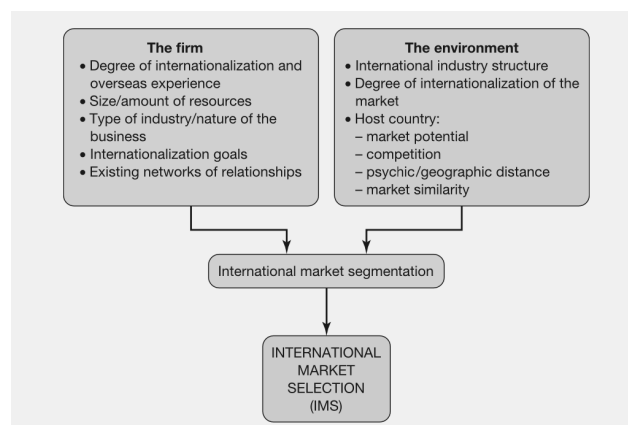 The firm
• Degree of internationalization and
overseas experience
• Size/amount of resources
• Type of industry/nature of the
business
• Internationalization goals
• Existing networks of relationships
The environment
• International industry structure
• Degree of internationalization of the
market
• Host country:
– market potential
– competition
– psychic/geographic distance
– market similarity
International market segmentation
INTERNATIONAL
MARKET
SELECTION
(IMS)